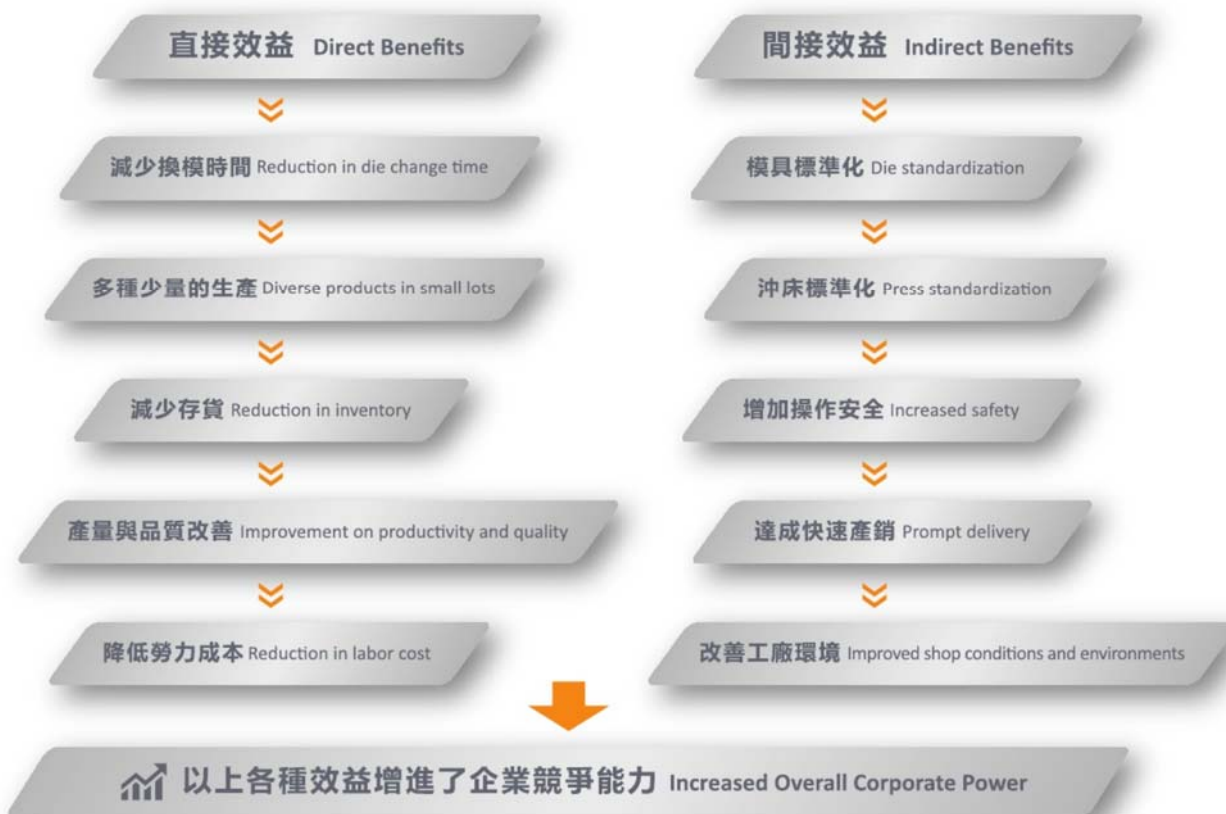 直接效益 Direct Benefits
減少換模時間 Reduction in die change time
多種少量的生產 Diverse products in small lots
減少存貨 Reduction in inventory
產量與品質改善 Improvement on productivity and quality
降低勞力成本 Reduction in labor cost
間接效益 Indirect Benefits
模具標準化 Die standardization
沖床標準化 Press standardization
增加操作安全 Increased safety
達成快速產銷 Prompt delivery
改善工廠環境 Improved shop conditions and environments
以上各種效益增進了企業競爭能力 Increased Overall Corporate Power